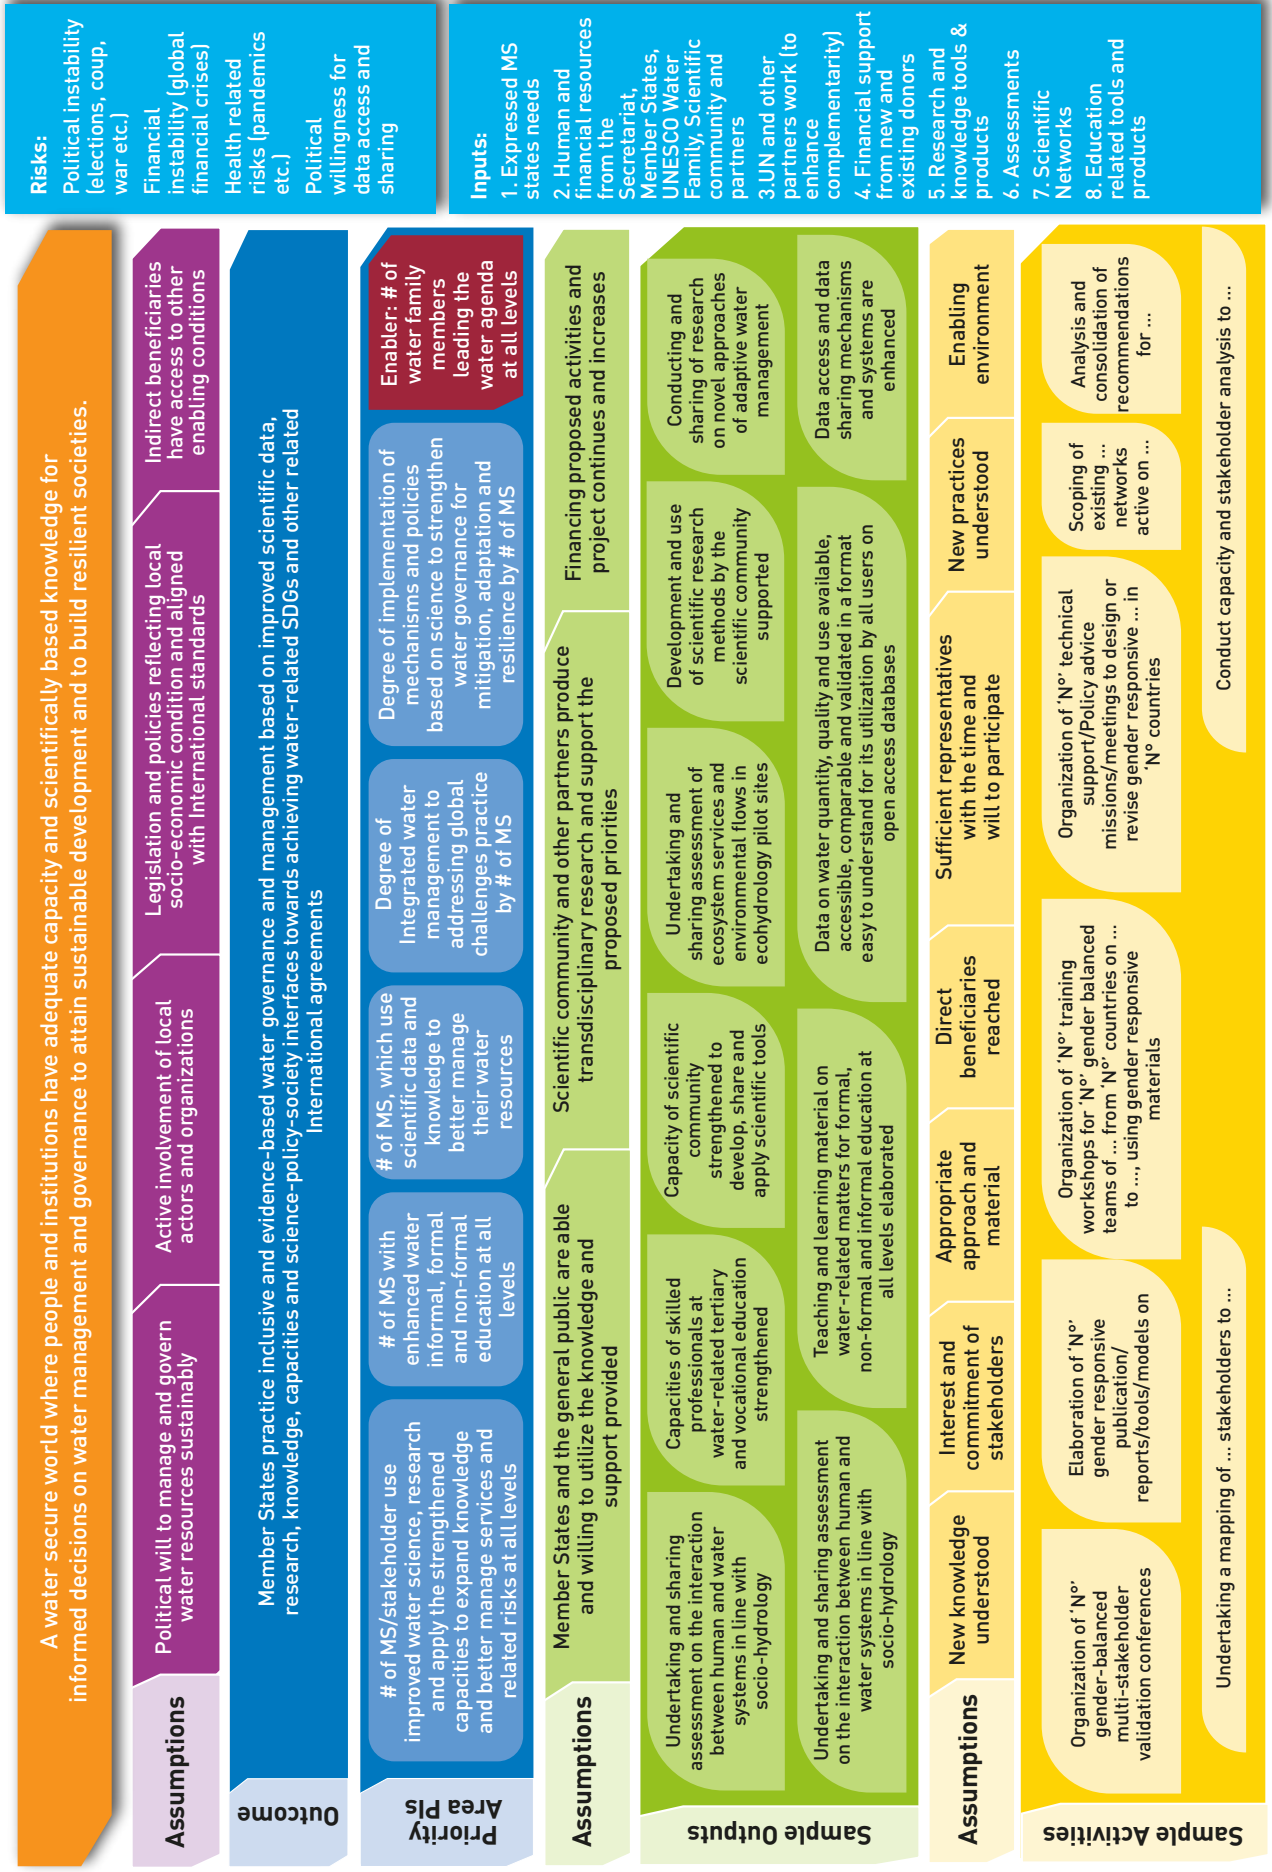 A water secure world where people and institutions have adequate capacity and scientifically based knowledge for
informed decisions on water management and governance to attain sustainable development and to build resilient societies.
Assumptions
Political will to manage and govern
water resources sustainably
Active involvement of local
actors and organizations
Legislation and policies reflecting local
socio-economic condition and aligned
with International standards
Indirect beneficiaries
have access to other
enabling conditions
Outcome
Member States practice inclusive and evidence-based water governance and management based on improved scientific data,
research, knowledge, capacities and science-policy-society interfaces towards achieving water-related SDGs and other related
International agreements
Priority
Area PIs
# of MS/stakeholder use
improved water science, research
and apply the strengthened
capacities to expand knowledge
and better manage services and
related risks at all levels
# of MS with
enhanced water
informal, formal
and non-formal
education at all
levels
# of MS, which use
scientific data and
knowledge to
better manage
their water
resources
Degree of
Integrated water
management to
addressing global
challenges practice
by # of MS
Degree of implementation of
mechanisms and policies
based on science to strengthen
water governance for
mitigation, adaptation and
resilience by # of MS
Enabler: # of
water family
members
leading the
water agenda
at all levels
Assumptions
Member States and the general public are able
and willing to utilize the knowledge and
support provided
Scientific community and other partners produce
transdisciplinary research and support the
proposed priorities
Financing proposed activities and
project continues and increases
Sample Outputs
Undertaking and sharing
assessment on the interaction
between human and water
systems in line with
socio-hydrology
Capacities of skilled
professionals at
water-related tertiary
and vocational education
strengthened
Capacity of scientific
community
strengthened to
develop, share and
apply scientific tools
Undertaking and
sharing assessment of
ecosystem services and
environmental flows in
ecohydrology pilot sites
Development and use
of scientific research
methods by the
scientific community
supported
Conducting and
sharing of research
on novel approaches
of adaptive water
management
Undertaking and sharing assessment
on the interaction between human and
water systems in line with
socio-hydrology
Teaching and learning material on
water-related matters for formal,
non-formal and informal education at
all levels elaborated
Data on water quantity, quality and use available,
accessible, comparable and validated in a format
easy to understand for its utilization by all users on
open access databases
Data access and data
sharing mechanisms
and systems are
enhanced
Assumptions
New knowledge
understood
Interest and
commitment of
stakeholders
Appropriate
approach and
material
Direct
beneficiaries
reached
Sufficient representatives
with the time and
will to participate
New practices
understood
Enabling
environment
Sample Activities
Organization of ‘N°’
gender-balanced
multi-stakeholder
validation conferences
Elaboration of ‘N°’
gender responsive
publication/
reports/tools/models on
Organization of ‘N°’ training
workshops for ‘N°’ gender balanced
teams of ... from ‘N°’ countries on ...
to ..., using gender responsive
materials
Organization of ‘N°’ technical
support/Policy advice
missions/meetings to design or
revise gender responsive ... in
‘N° countries
Scoping of
existing ...
networks
active on ...
Analysis and
consolidation of
recommendations
for ...
Undertaking a mapping of ... stakeholders to ...
Conduct capacity and stakeholder analysis to ...
Risks:
Political instability
(elections, coup,
war etc.)
Financial
instability (global
financial crises)
Health related
risks (pandemics
etc.)
Political
willingness for
data access and
sharing
Inputs:
1. Expressed MS
states needs
2. Human and
financial resources
from the
Secretariat,
Member States,
UNESCO Water
Family, Scientific
community and
partners
3.UN and other
partners work (to
enhance
complementarity)
4. Financial support
from new and
existing donors
5. Research and
knowledge tools &
products
6. Assessments
7. Scientific
Networks
8. Education
related tools and
products